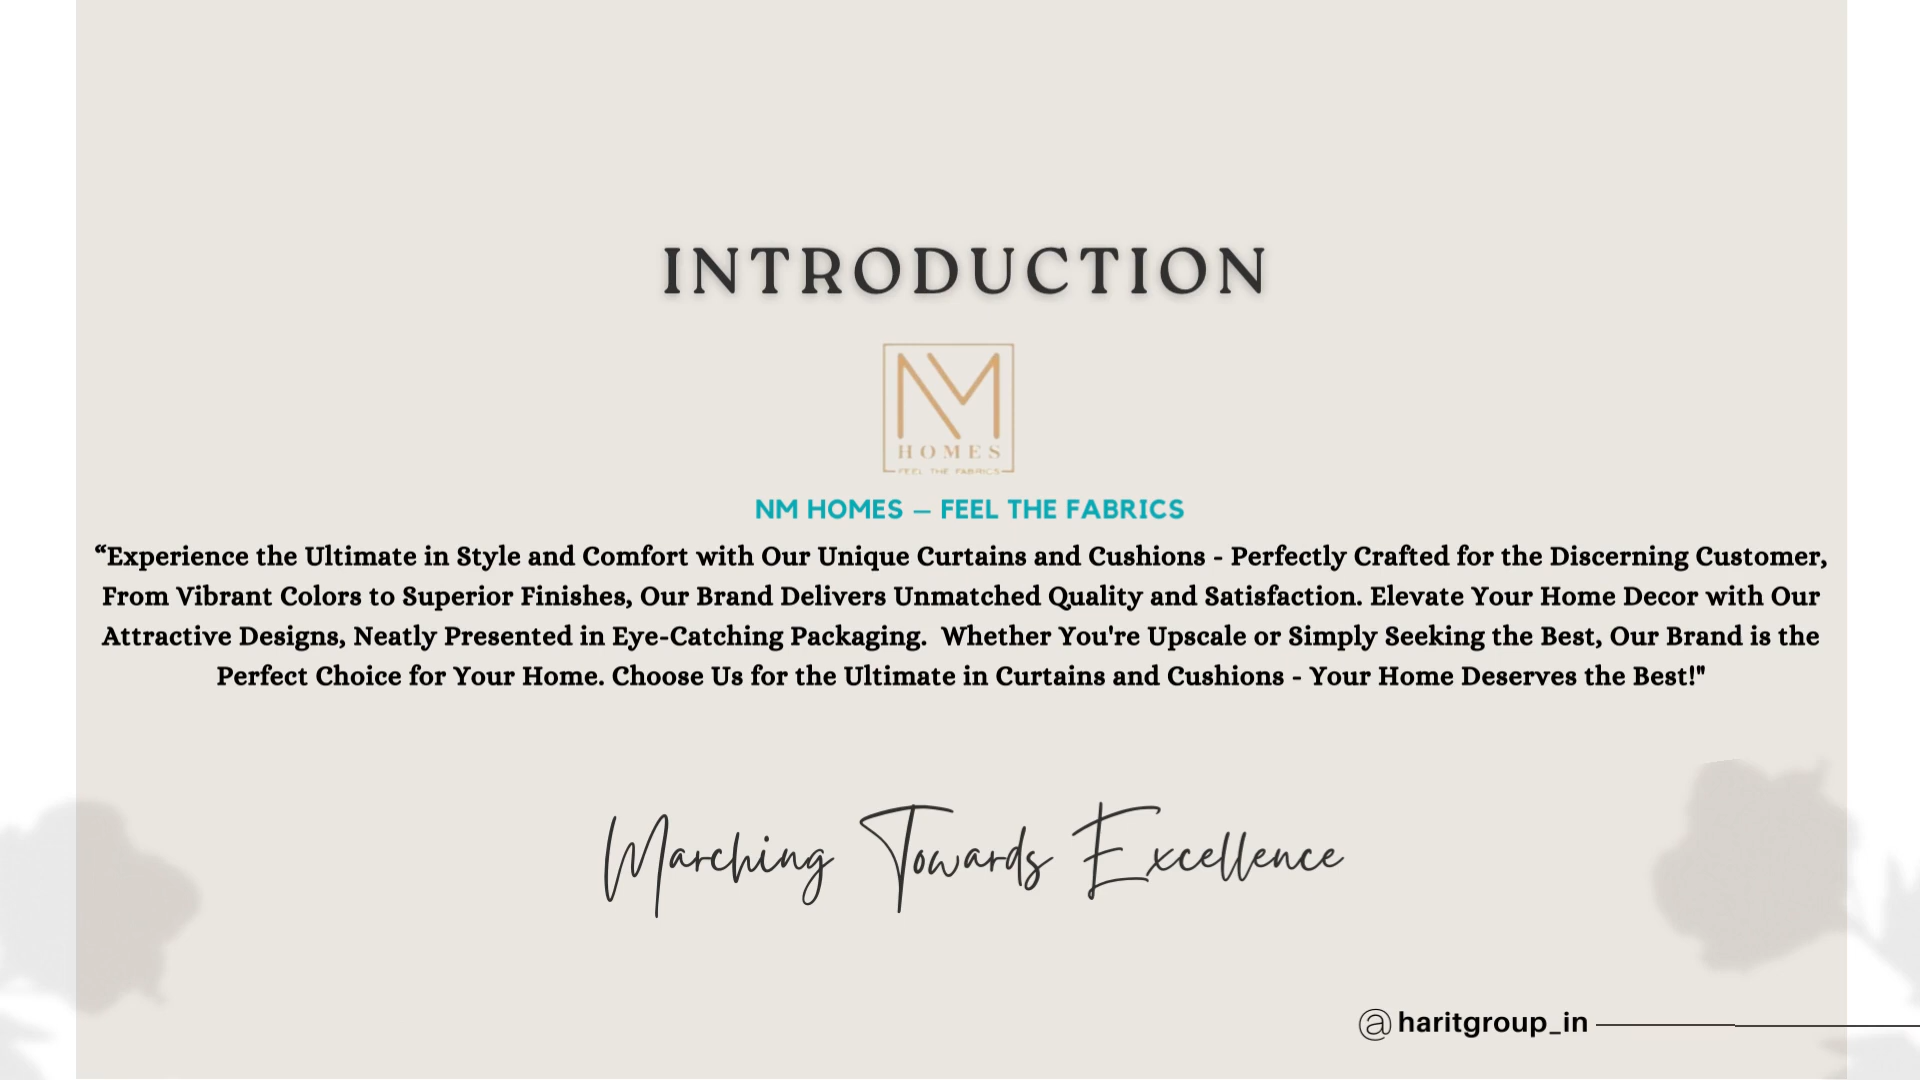 INTRODUCTION
NM
HOMES
FEEL THE FABRICS
NM HOMES – FEEL THE FABRICS
“Experience the Ultimate in Style and Comfort with Our Unique Curtains and Cushions - Perfectly Crafted for the Discerning Customer,
From Vibrant Colors to Superior Finishes, Our Brand Delivers Unmatched Quality and Satisfaction. Elevate Your Home Decor with Our
Attractive Designs, Neatly Presented in Eye-Catching Packaging.  Whether You're Upscale or Simply Seeking the Best, Our Brand is the
Perfect Choice for Your Home. Choose Us for the Ultimate in Curtains and Cushions - Your Home Deserves the Best!"
Marching Towards Excellence
@haritgroup_in